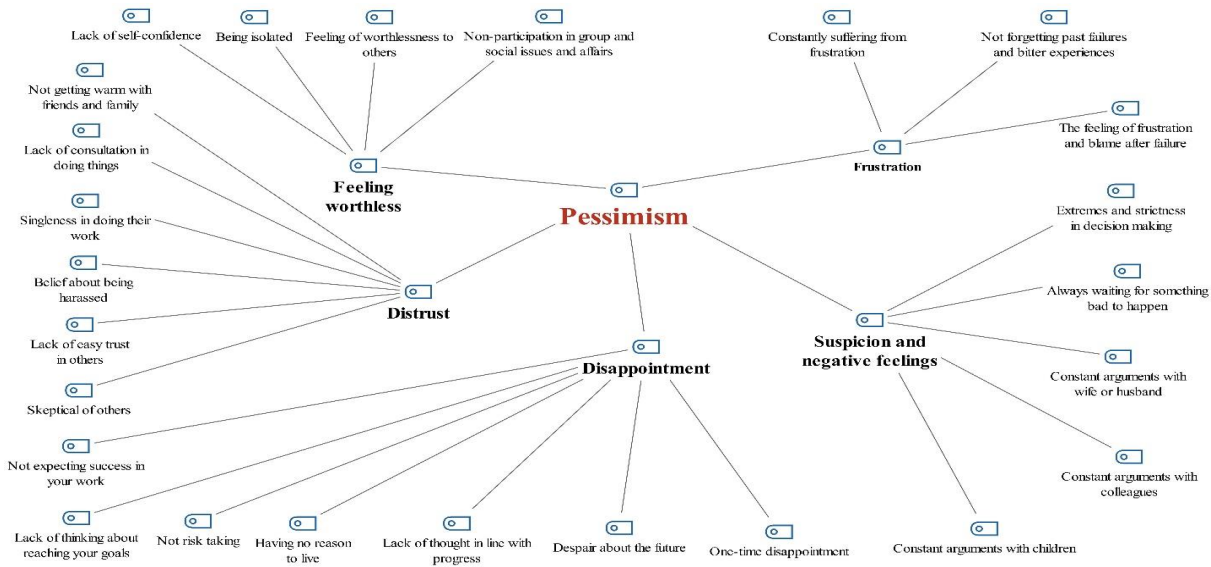 Lack of self-confidence
Being isolated
Feeling of worthlessness to
others
Non-participation in group and
social issues and affairs
Constantly suffering from
frustration
Not forgetting past failures
and bitter experiences
Not getting warm with
friends and family
The feeling of frustration
and blame after failure
Lack of consultation in
doing things
Frustration
Feeling
worthless
Pessimism
Singleness in doing their
work
Extremes and strictness
in decision making
Belief about being
harassed
Always waiting for something
bad to happen
Distrust
Lack of easy trust
in others
Suspicion and
negative feelings
Disappointment
Constant arguments with
wife or husband
Skeptical of others
Not expecting success in
your work
Constant arguments with
colleagues
Lack of thinking about
reaching your goals
Not risk taking
Having no reason
to live
Lack of thought in line with
progress
Despair about the future
One-time disappointment
Constant arguments with children